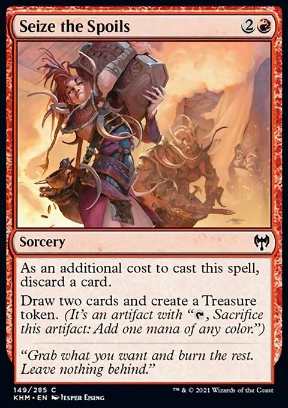 Seize the Spoils 2
Sorcery
As an additional cost to cast this spell,
discard a card.
Draw two cards and create a Treasure
token. (It's an artifact with “, Sacrifice
this artifact: Add one mana of any color.”)
“Grab what you want and burn the rest.
Leave nothing behind.”
149/285 C
KHM • EN Jesper Ejsing
™ & © 2021 Wizards of the Coast